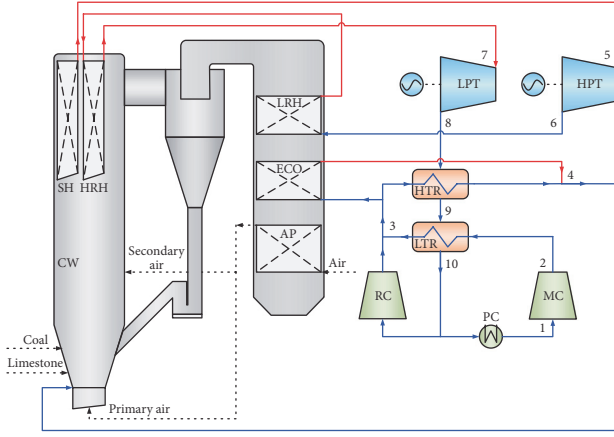 5
7
LPT
HPT
LRH
8
6
ECO
SH HRH
HTR
4
9
3
AP
LTR
CW
Secondary
air
10
2
Air
RC
MC
PC
1
Coal
Limestone
Primary air